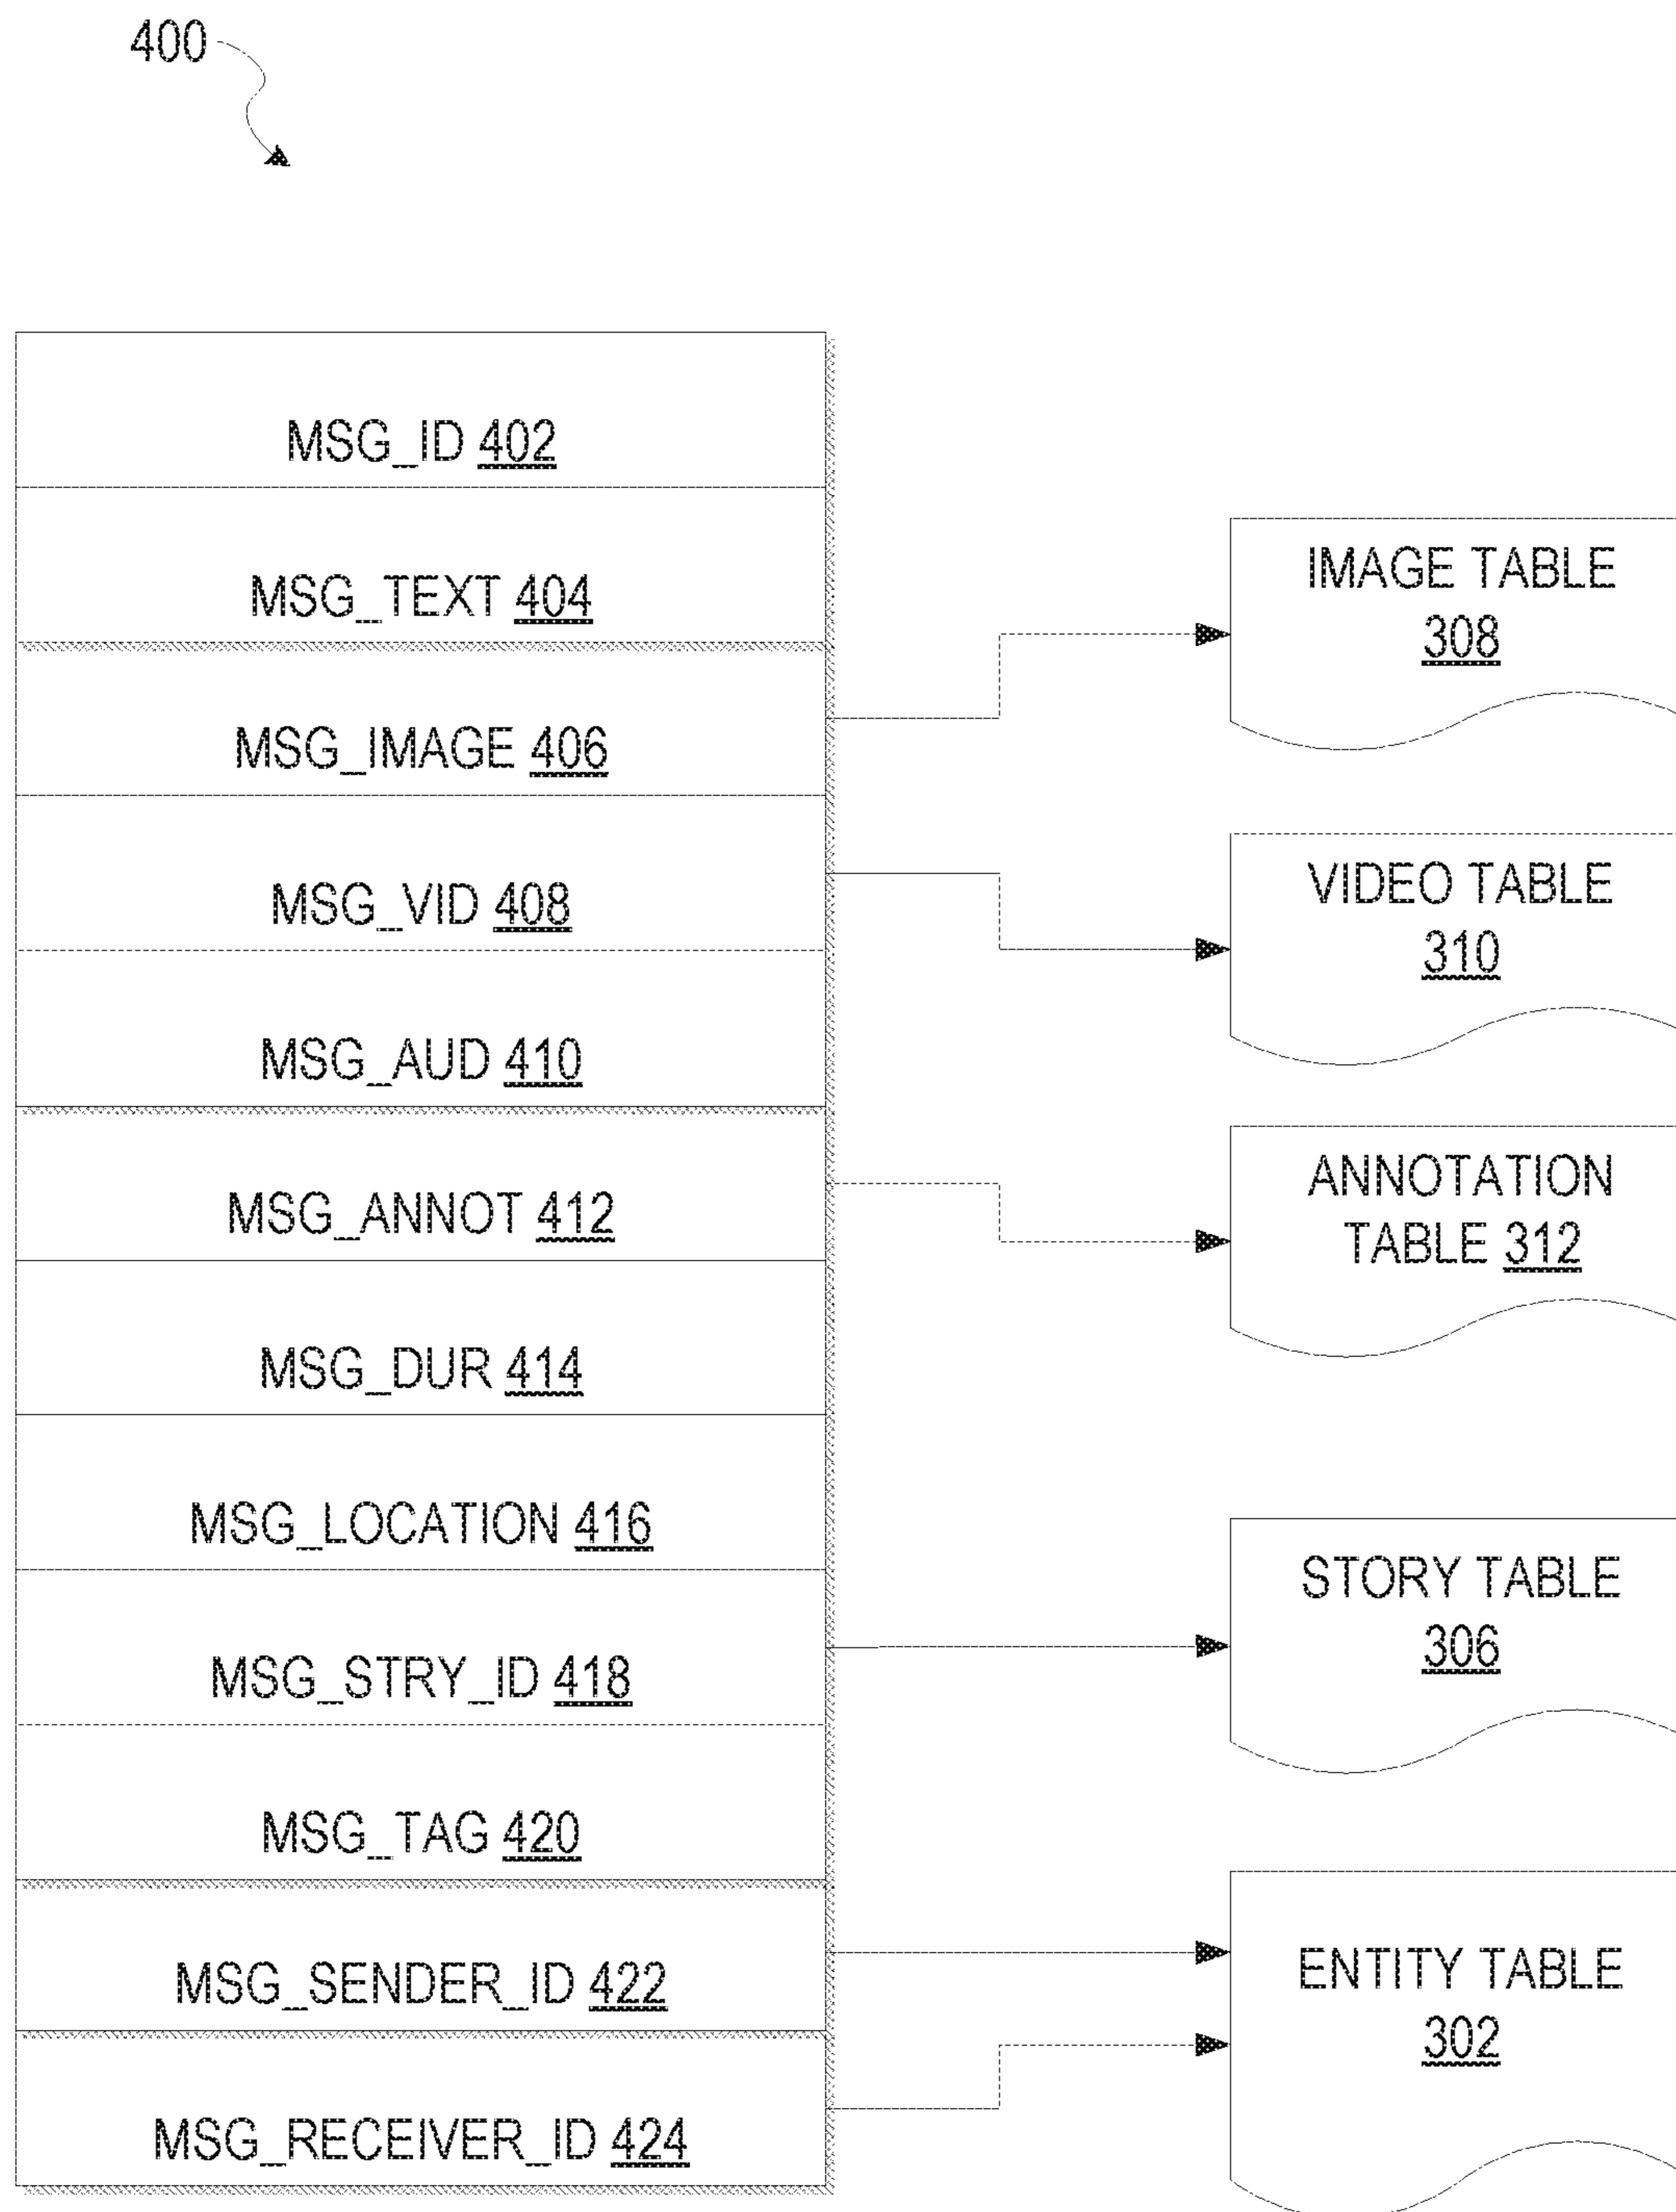 400
MSG_ID 402
MSG_TEXT 404
MSG_IMAGE 406
MSG_VID 408
MSG_AUD 410
MSG_ANNOT 412
MSG_DUR 414
MSG_LOCATION 416
MSG_STRY_ID 418
MSG_TAG 420
MSG_SENDER_ID 422
MSG_RECEIVER_ID 424
IMAGE TABLE
308
VIDEO TABLE
310
ANNOTATION
TABLE 312
STORY TABLE
306
ENTITY TABLE
302